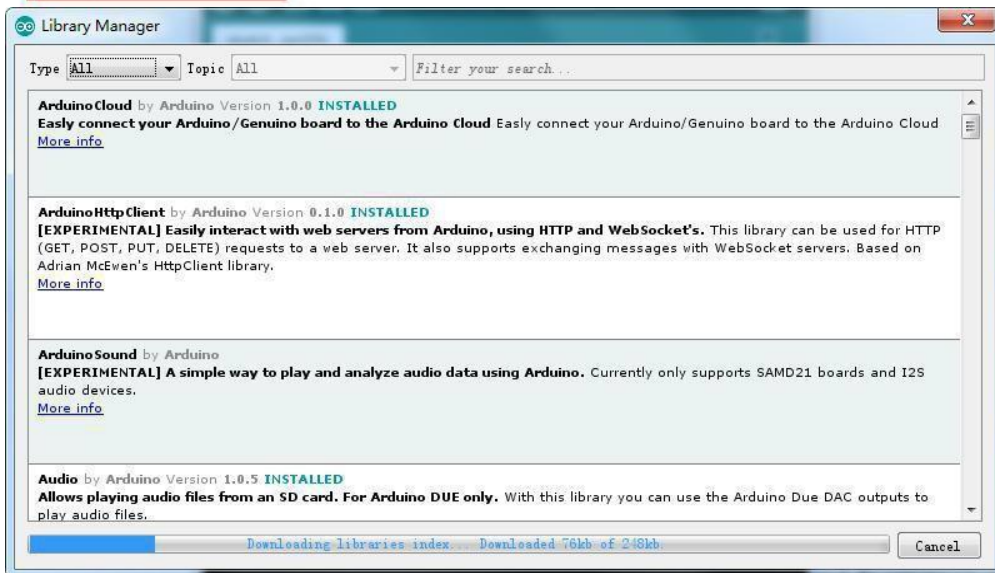 Library Manager
Type All Topic All Filter your search...
ArduinoCloud by Arduino Version 1.0.0 INSTALLED
Easly connect your Arduino/Genuino board to the Arduino Cloud Easly connect your Arduino/Genuino board to the Arduino Cloud
More info
ArduinoHttpClient by Arduino Version 0.1.0 INSTALLED
[EXPERIMENTAL] Easily interact with web servers from Arduino, using HTTP and WebSocket's. This library can be used for HTTP
(GET, POST, PUT, DELETE) requests to a web server. It also supports exchanging messages with WebSocket servers. Based on
Adrian McEwen's HttpClient library.
More info
ArduinoSound by Arduino
[EXPERIMENTAL] A simple way to play and analyze audio data using Arduino. Currently only supports SAMD21 boards and I2S
audio devices.
More info
Audio by Arduino Version 1.0.5 INSTALLED
Allows playing audio files from an SD card. For Arduino DUE only. With this library you can use the Arduino Due DAC outputs to
play audio files.
Downloading libraries index... Downloaded 76kb of 248kb.
Cancel